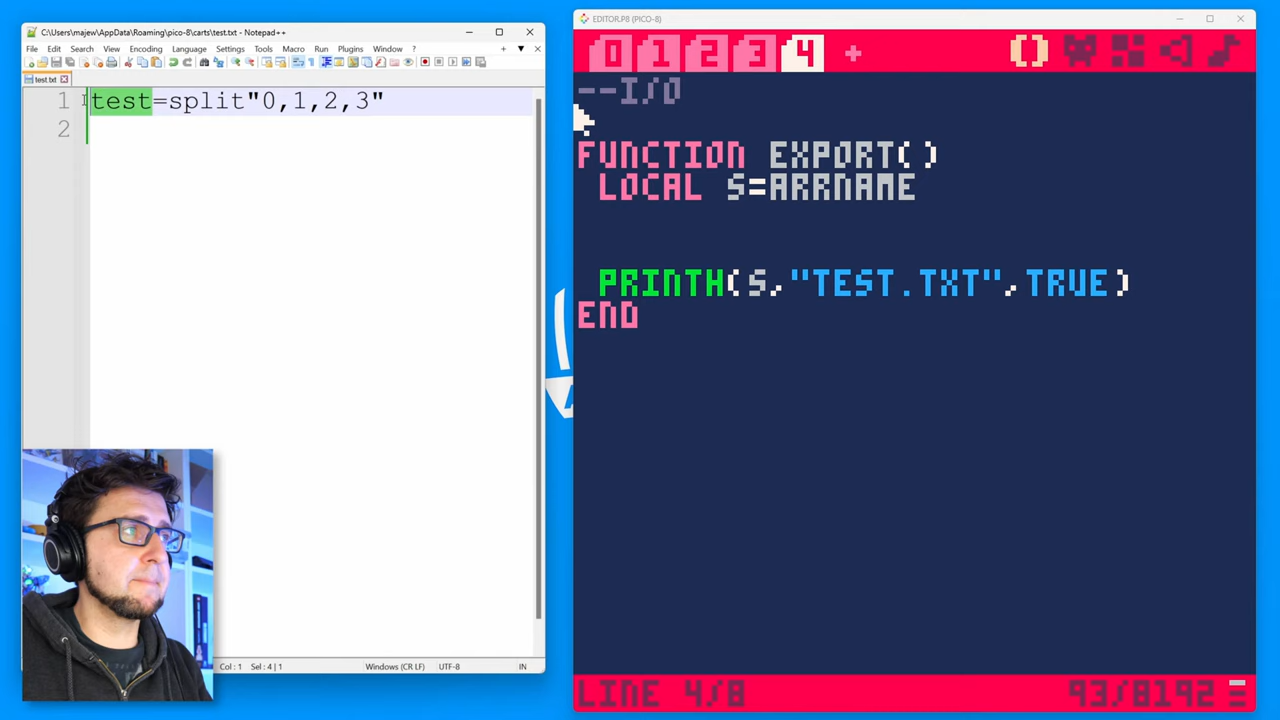 C:\Users\majew\AppData\Roaming\pico-8\carts\test.txt - Notepad++
File Edit Search View Encoding Language Settings Tools Macro Run Plugins Window ?
test.txt
1 test=split"0,1,2,3"
2
Col : 1 Sel : 4 | 1 Windows (CR LF) UTF-8 IN
EDITOR.P8 (PICO-8)
0 1 2 3 4 +
--I/O
FUNCTION EXPORT()
LOCAL S=ARRNAME
PRINTH(S,"TEST.TXT",TRUE)
END
LINE 4/8 93/8192